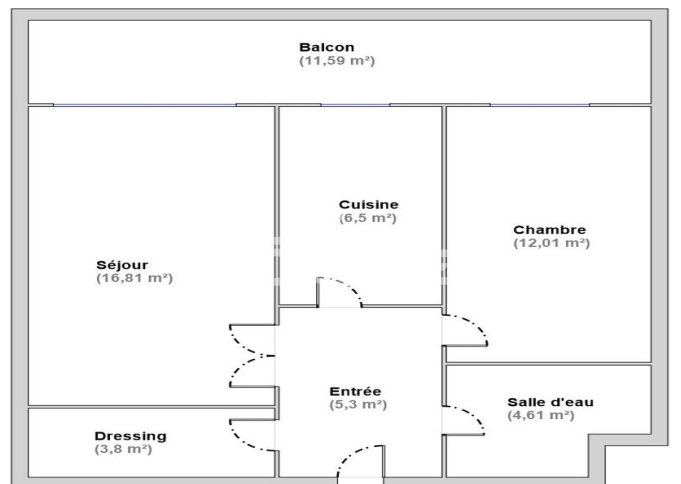 Balcon
(11,59 m²)
Cuisine
(6,5 m²)
Chambre
(12,01 m²)
Séjour
(16,81 m²)
Entrée
(5,3 m²)
Salle d'eau
(4,61 m²)
Dressing
(3,8 m²)